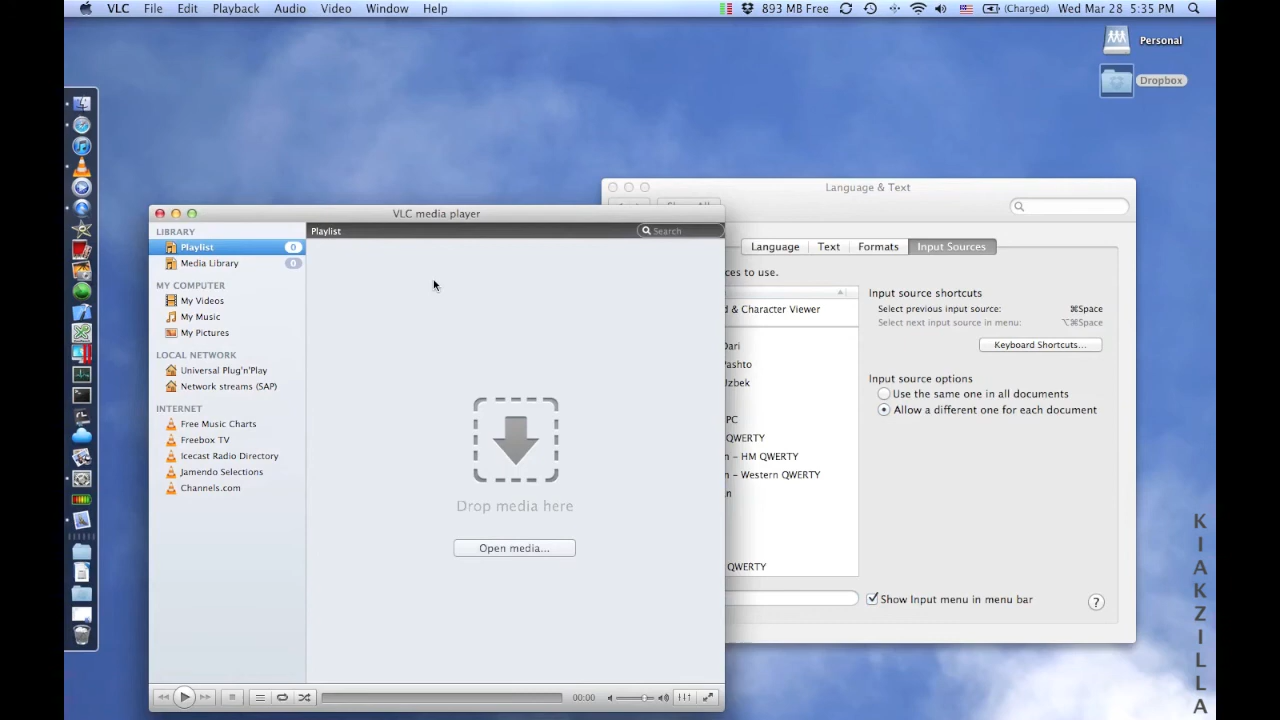 VLC File Edit Playback Audio Video Window Help 893 MB Free (Charged) Wed Mar 28 5:35 PM
Personal
Dropbox
Language & Text
VLC media player
LIBRARY
Playlist 0
Media Library 0
MY COMPUTER
My Videos
My Music
My Pictures
LOCAL NETWORK
Universal Plug'n'Play
Network streams (SAP)
INTERNET
Free Music Charts
Freebox TV
Icecast Radio Directory
Jamendo Selections
Channels.com
Playlist Search
Drop media here
Open media...
00:00
Language Text Formats Input Sources
ces to use.
d & Character Viewer
Dari
Pashto
Uzbek
PC
QWERTY
n – HM QWERTY
n – Western QWERTY
n
QWERTY
Input source shortcuts
Select previous input source: ⌘Space
Select next input source in menu: ⌥⌘Space
Keyboard Shortcuts...
Input source options
Use the same one in all documents
Allow a different one for each document
Show Input menu in menu bar
?
KIAKZILLA